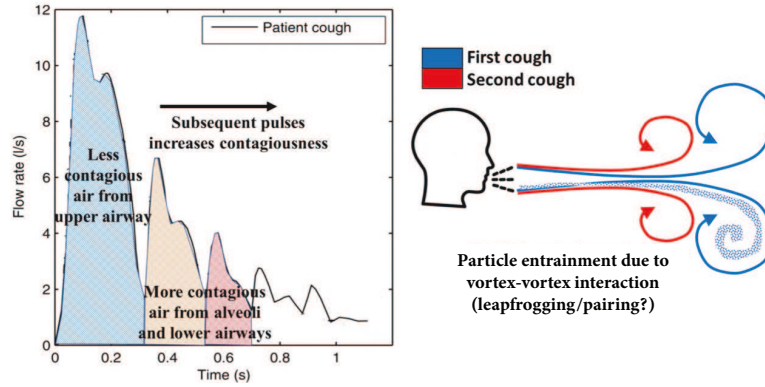 12
10
8
6
4
2
0
Flow rate (l/s)
Patient cough
Subsequent pulses
increases contagiousness
Less
contagious
air from
upper airway
More contagious
air from alveoli
and lower airways
0
0.2
0.4
0.6
0.8
1
Time (s)
First cough
Second cough
Particle entrainment due to
vortex-vortex interaction
(leapfrogging/pairing?)